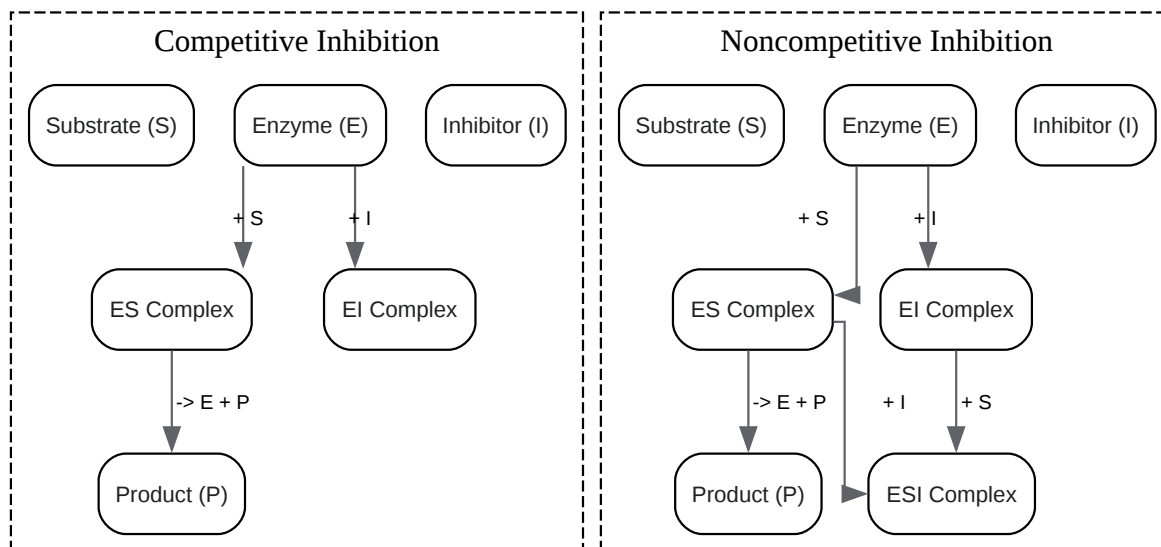 Competitive Inhibition
Substrate (S)
Enzyme (E)
Inhibitor (I)
+ S
+ I
ES Complex
EI Complex
-> E + P
Product (P)
Noncompetitive Inhibition
Substrate (S)
Enzyme (E)
Inhibitor (I)
+ S
+ I
ES Complex
EI Complex
-> E + P
+ I
+ S
Product (P)
ESI Complex